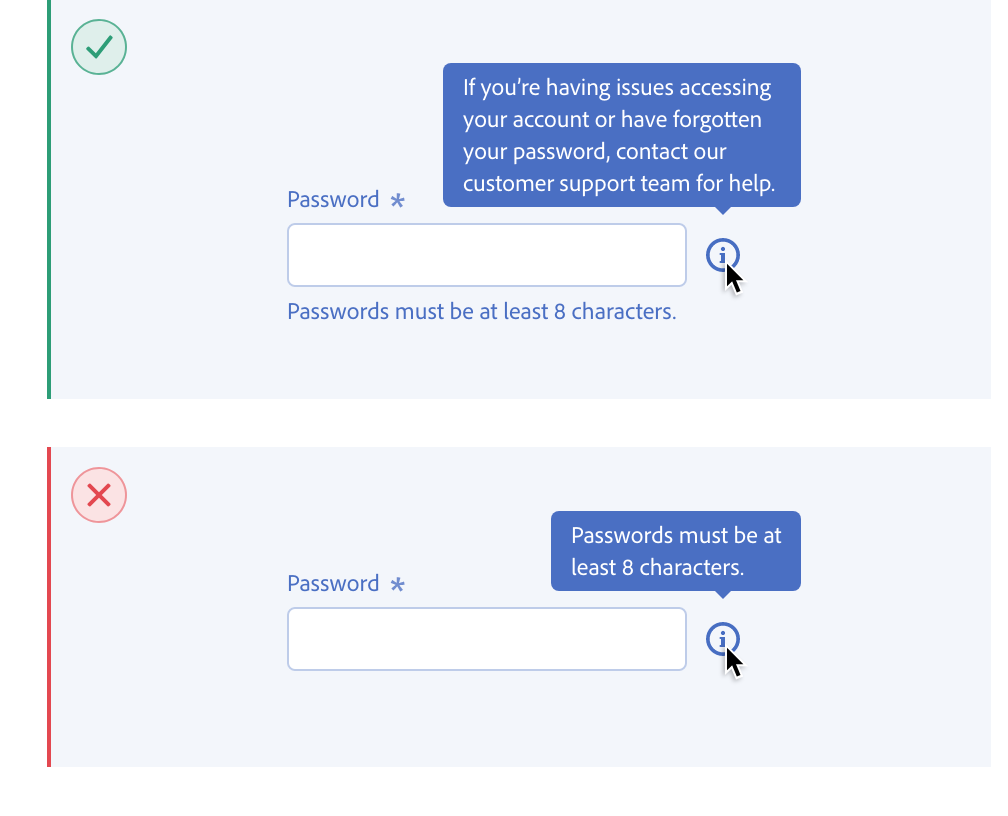 If you’re having issues accessing
your account or have forgotten
your password, contact our
customer support team for help.
Password *
Passwords must be at least 8 characters.
Passwords must be at
least 8 characters.
Password *